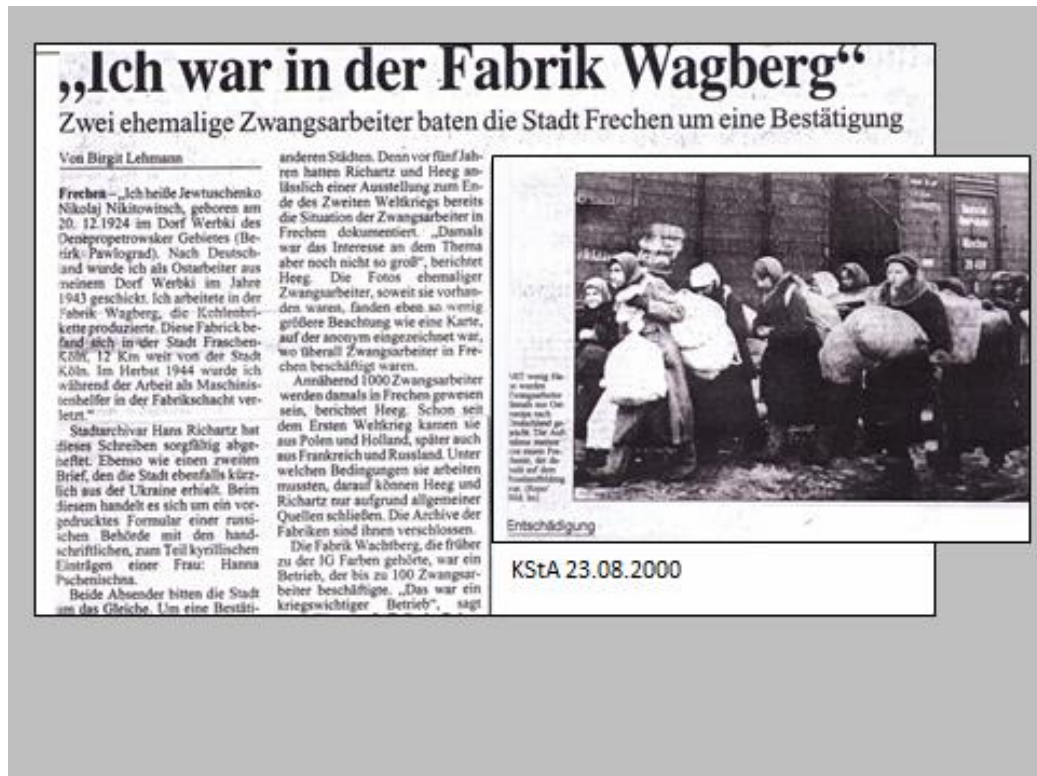 „Ich war in der Fabrik Wagberg“
Zwei ehemalige Zwangsarbeiter baten die Stadt Frechen um eine Bestätigung
Von Birgit Lehmann
Frechen – „Ich heiße Jewtuschenko
Nikolaj Nikitowitsch, geboren am
20. 12.1924 im Dorf Werbki des
Denepropetrowsker Gebietes (Be-
zirk Pawlograd). Nach Deutsch-
land wurde ich als Ostarbeiter aus
meinem Dorf Werbki im Jahre
1943 geschickt. Ich arbeitete in der
Fabrik Wagberg, die Kohlenbri-
kette produzierte. Diese Fabrick be-
fand sich in der Stadt Fraschen-
Köln, 12 Km weit von der Stadt
Köln. Im Herbst 1944 wurde ich
während der Arbeit als Maschinis-
tenhelfer in der Fabrikschacht ver-
letzt.“
Stadtarchivar Hans Richartz hat
dieses Schreiben sorgfältig abge-
heftet. Ebenso wie einen zweiten
Brief, den die Stadt ebenfalls kürz-
lich aus der Ukraine erhielt. Beim
diesem handelt es sich um ein vor-
gedrucktes Formular einer russi-
schen Behörde mit den hand-
schriftlichen, zum Teil kyrillischen
Einträgen einer Frau: Hanna
Pschenischna.
Beide Absender bitten die Stadt
um das Gleiche. Um eine Bestäti-
anderen Städten. Denn vor fünf Jah-
ren hatten Richartz und Heeg an-
lässlich einer Ausstellung zum En-
de des Zweiten Weltkriegs bereits
die Situation der Zwangsarbeiter in
Frechen dokumentiert. „Damals
war das Interesse an dem Thema
aber noch nicht so groß“, berichtet
Heeg. Die Fotos ehemaliger
Zwangsarbeiter, soweit sie vorhan-
den waren, fanden eben so wenig
größere Beachtung wie eine Karte,
auf der anonym eingezeichnet war,
wo überall Zwangsarbeiter in Fre-
chen beschäftigt waren.
Annähernd 1000 Zwangsarbeiter
werden damals in Frechen gewesen
sein, berichtet Heeg. Schon seit
dem Ersten Weltkrieg kamen sie
aus Polen und Holland, später auch
aus Frankreich und Russland. Unter
welchen Bedingungen sie arbeiten
mussten, darauf können Heeg und
Richartz nur aufgrund allgemeiner
Quellen schließen. Die Archive der
Fabriken sind ihnen verschlossen.
Die Fabrik Wachtberg, die früher
zu der IG Farben gehörte, war ein
Betrieb, der bis zu 100 Zwangsar-
beiter beschäftigte. „Das war ein
kriegswichtiger Betrieb“, sagt
Entschädigung
KStA 23.08.2000